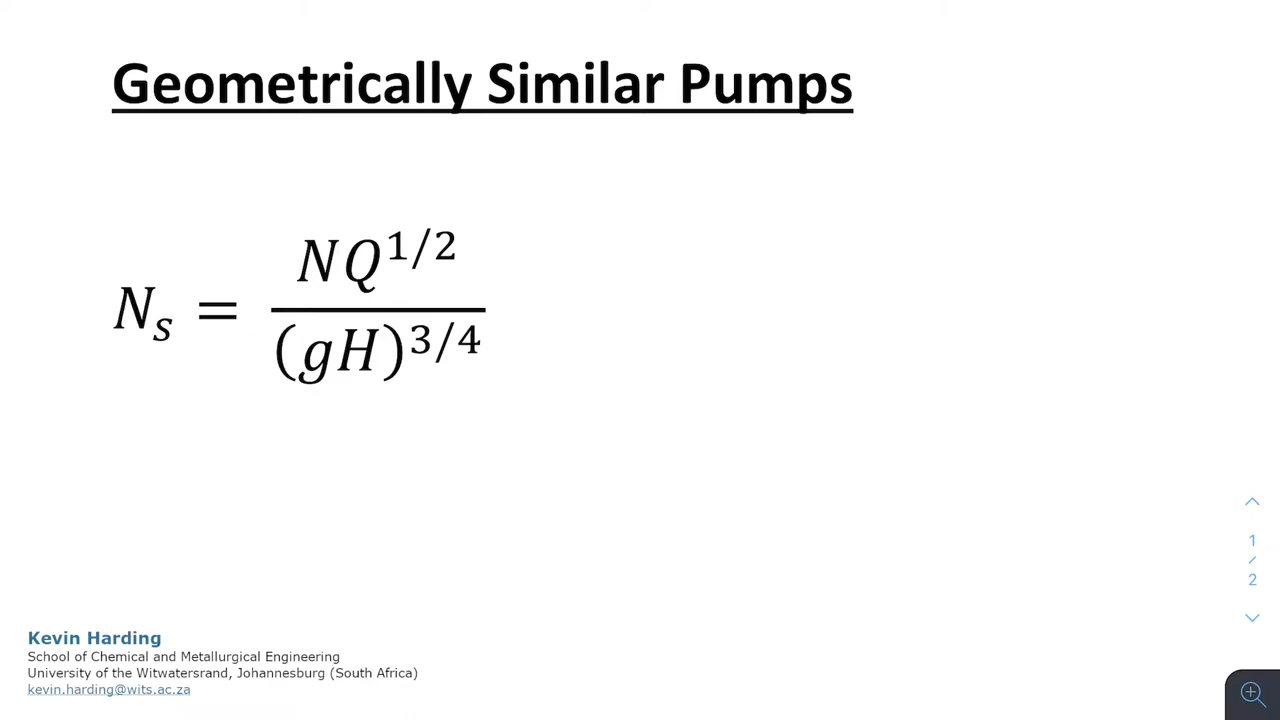 Geometrically Similar Pumps
N_s = \frac{NQ^{1/2}}{(gH)^{3/4}}
1
/
2
Kevin Harding
School of Chemical and Metallurgical Engineering
University of the Witwatersrand, Johannesburg (South Africa)
kevin.harding@wits.ac.za